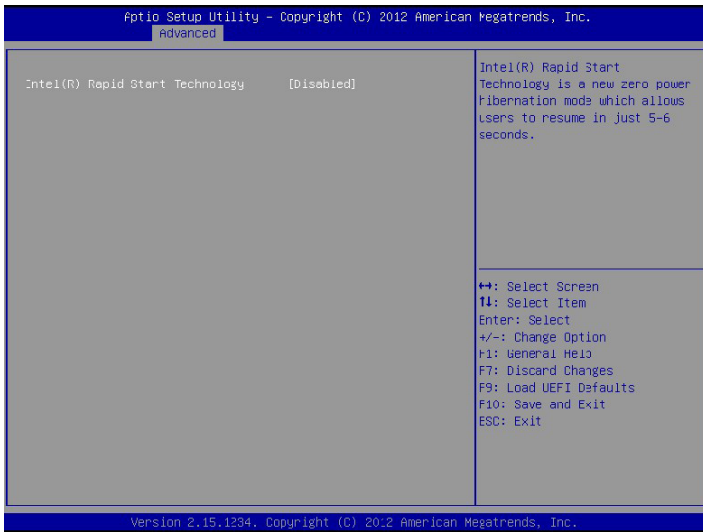 Aptio Setup Utility – Copyright (C) 2012 American Megatrends, Inc.
Advanced
Intel(R) Rapid Start Technology [Disabled]
Intel(R) Rapid Start
Technology is a new zero power
hibernation mode which allows
users to resume in just 5-6
seconds.
↔: Select Screen
↑↓: Select Item
Enter: Select
+/-: Change Option
F1: General Help
F7: Discard Changes
F9: Load UEFI Defaults
F10: Save and Exit
ESC: Exit
Version 2.15.1234. Copyright (C) 2012 American Megatrends, Inc.